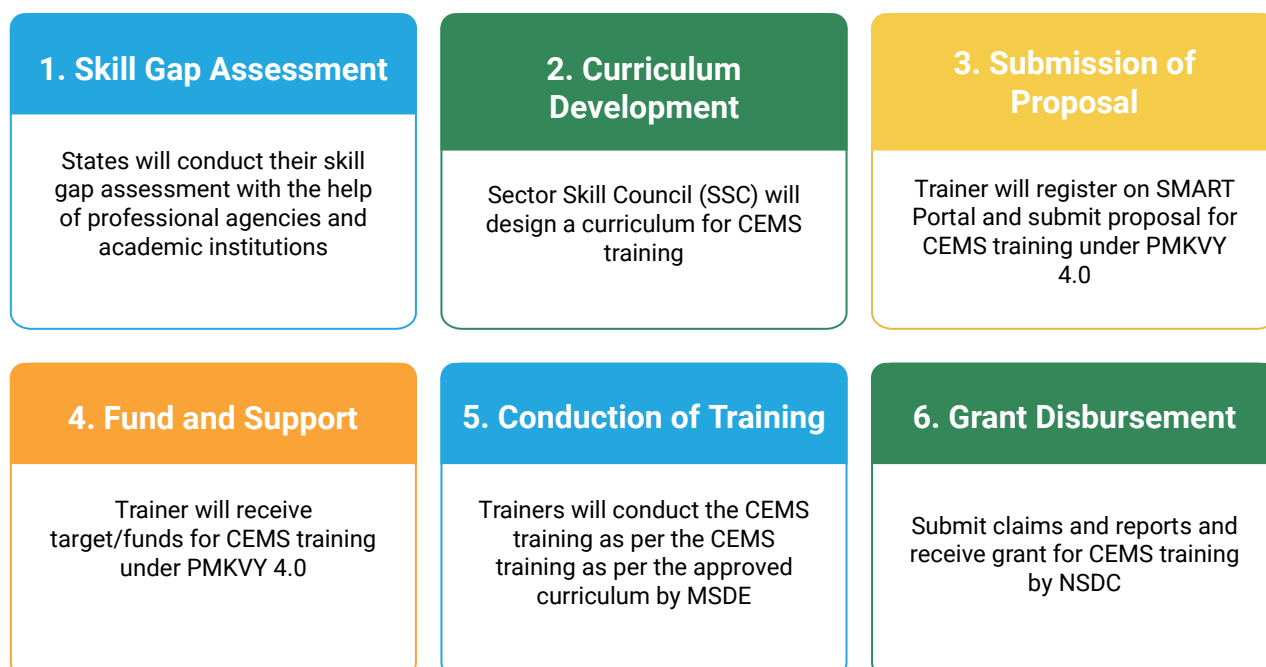 1. Skill Gap Assessment
States will conduct their skill
gap assessment with the help
of professional agencies and
academic institutions
2. Curriculum
Development
Sector Skill Council (SSC) will
design a curriculum for CEMS
training
3. Submission of
Proposal
Trainer will register on SMART
Portal and submit proposal for
CEMS training under PMKVY
4.0
4. Fund and Support
Trainer will receive
target/funds for CEMS training
under PMKVY 4.0
5. Conduction of Training
Trainers will conduct the CEMS
training as per the CEMS
training as per the approved
curriculum by MSDE
6. Grant Disbursement
Submit claims and reports and
receive grant for CEMS training
by NSDC